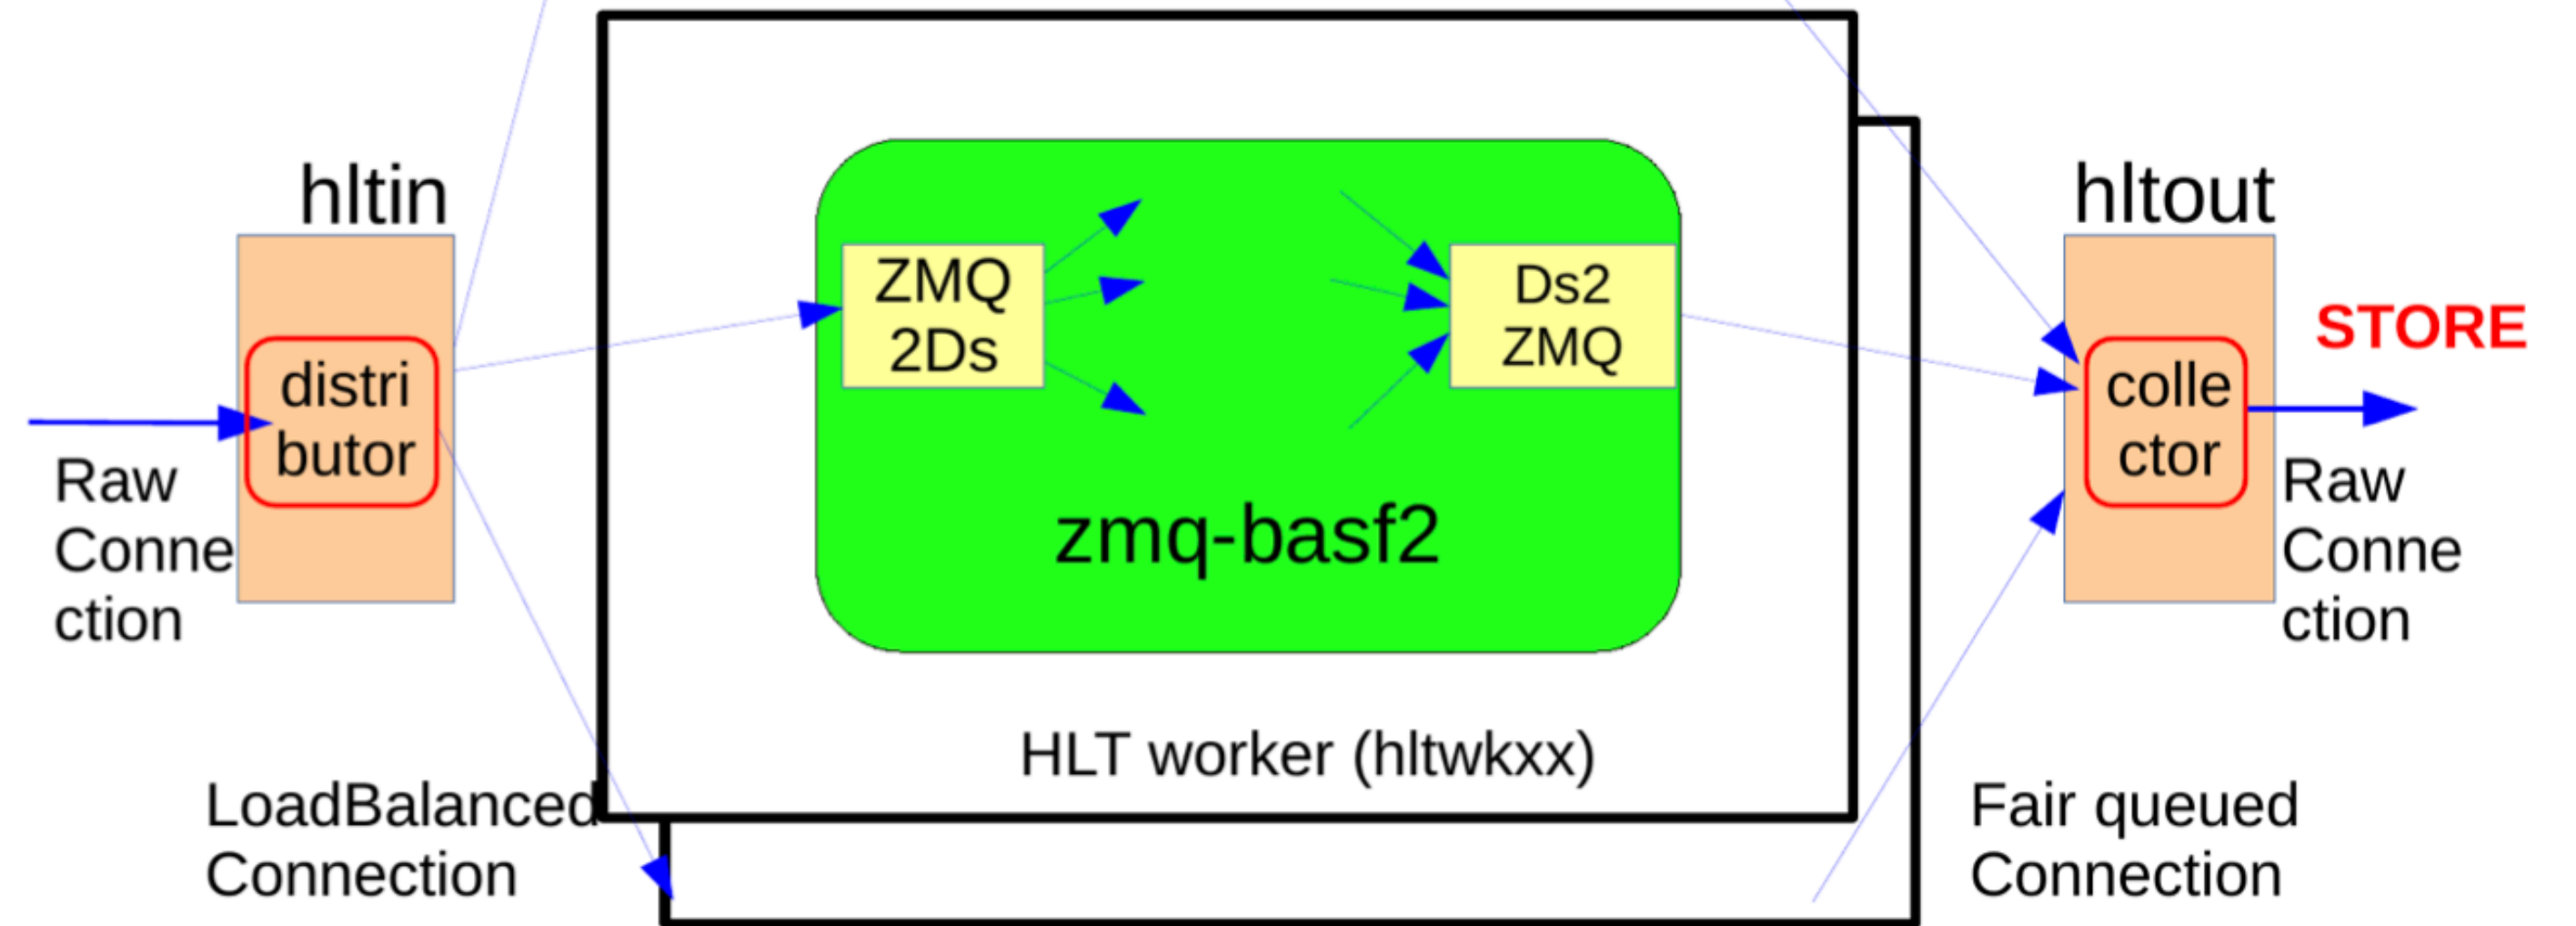 hltin
distri
butor
Raw
Conne
ction
LoadBalanced
Connection
ZMQ
2Ds
Ds2
ZMQ
zmq-basf2
HLT worker (hltwkxx)
hltout
colle
ctor
STORE
Raw
Conne
ction
Fair queued
Connection